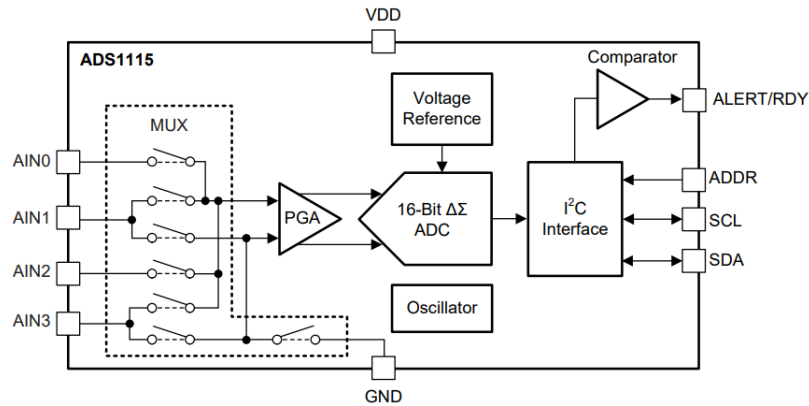 VDD
ADS1115
Comparator
Voltage
Reference
ALERT/RDY
MUX
AIN0
ADDR
AIN1
PGA
16-Bit ΔΣ
ADC
I²C
Interface
SCL
AIN2
SDA
AIN3
Oscillator
GND